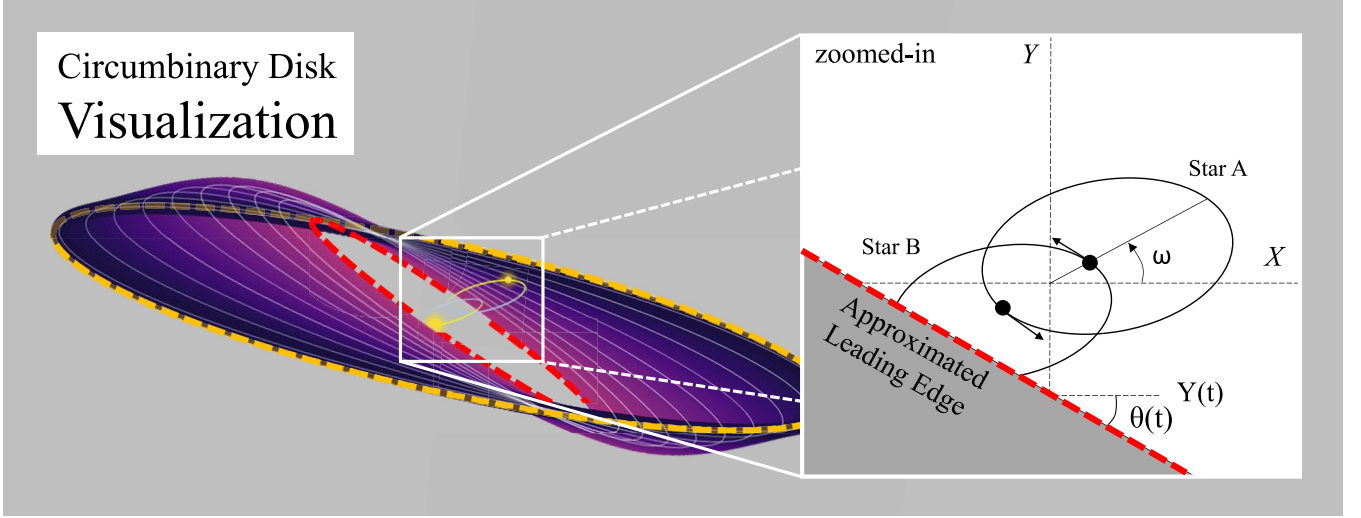 Circumbinary Disk
Visualization
zoomed-in
Y
Star A
Star B
ω
X
Approximated
Leading Edge
Y(t)
θ(t)